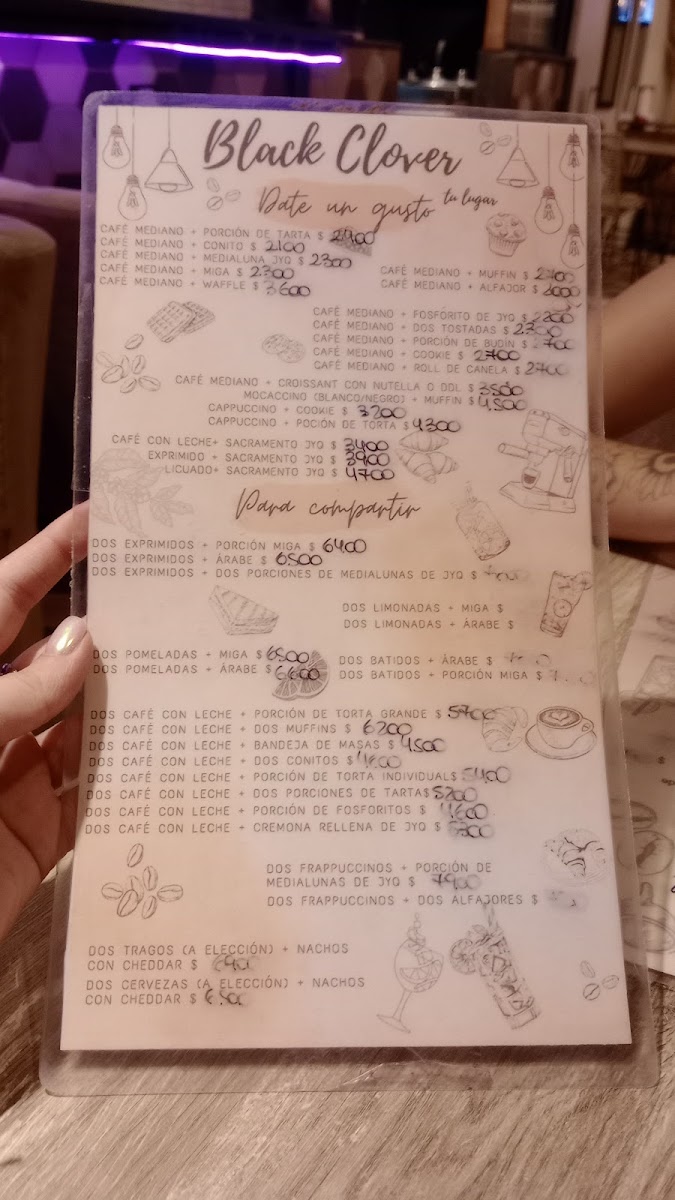 Black Clover
tu lugar
Date un gusto
CAFÉ MEDIANO + PORCIÓN DE TARTA $ 2900
CAFÉ MEDIANO + CONITO $ 2100
CAFÉ MEDIANO + MEDIALUNA JYQ $ 2300
CAFÉ MEDIANO + MIGA $ 2300
CAFÉ MEDIANO + WAFFLE $ 3600
CAFÉ MEDIANO + MUFFIN $
CAFÉ MEDIANO + ALFAJOR $
CAFÉ MEDIANO + FOSFORITO DE JYQ $
CAFÉ MEDIANO + DOS TOSTADAS $ 2300
CAFÉ MEDIANO + PORCIÓN DE BUDÍN $ 2700
CAFÉ MEDIANO + COOKIE $ 2700
CAFÉ MEDIANO + ROLL DE CANELA $ 2700
CAFÉ MEDIANO + CROISSANT CON NUTELLA O DDL $ 3500
MOCACCINO (BLANCO/NEGRO) + MUFFIN $ 4500
CAPPUCCINO + COOKIE $ 3200
CAPPUCCINO + POCIÓN DE TORTA $ 4300
CAFÉ CON LECHE+ SACRAMENTO JYQ $ 3400
EXPRIMIDO + SACRAMENTO JYQ $ 3900
LICUADO+ SACRAMENTO JYQ $ 4700
Para compartir
DOS EXPRIMIDOS + PORCIÓN MIGA $ 6400
DOS EXPRIMIDOS + ÁRABE $ 6500
DOS EXPRIMIDOS + DOS PORCIONES DE MEDIALUNAS DE JYQ $
DOS LIMONADAS + MIGA $
DOS LIMONADAS + ÁRABE $
DOS POMELADAS + MIGA $ 6500
DOS POMELADAS + ÁRABE $ 6600
DOS BATIDOS + ÁRABE $
DOS BATIDOS + PORCIÓN MIGA $
DOS CAFÉ CON LECHE + PORCIÓN DE TORTA GRANDE $ 5700
DOS CAFÉ CON LECHE + DOS MUFFINS $ 6200
DOS CAFÉ CON LECHE + BANDEJA DE MASAS $ 4500
DOS CAFÉ CON LECHE + DOS CONITOS $ 4600
DOS CAFÉ CON LECHE + PORCIÓN DE TORTA INDIVIDUAL$ 5400
DOS CAFÉ CON LECHE + DOS PORCIONES DE TARTA$ 5200
DOS CAFÉ CON LECHE + PORCIÓN DE FOSFORITOS $ 4600
DOS CAFÉ CON LECHE + CREMONA RELLENA DE JYQ $
DOS FRAPPUCCINOS + PORCIÓN DE
MEDIALUNAS DE JYQ $ 7900
DOS FRAPPUCCINOS + DOS ALFAJORES $
DOS TRAGOS (A ELECCIÓN) + NACHOS
CON CHEDDAR $
DOS CERVEZAS (A ELECCIÓN) + NACHOS
CON CHEDDAR $ 6500